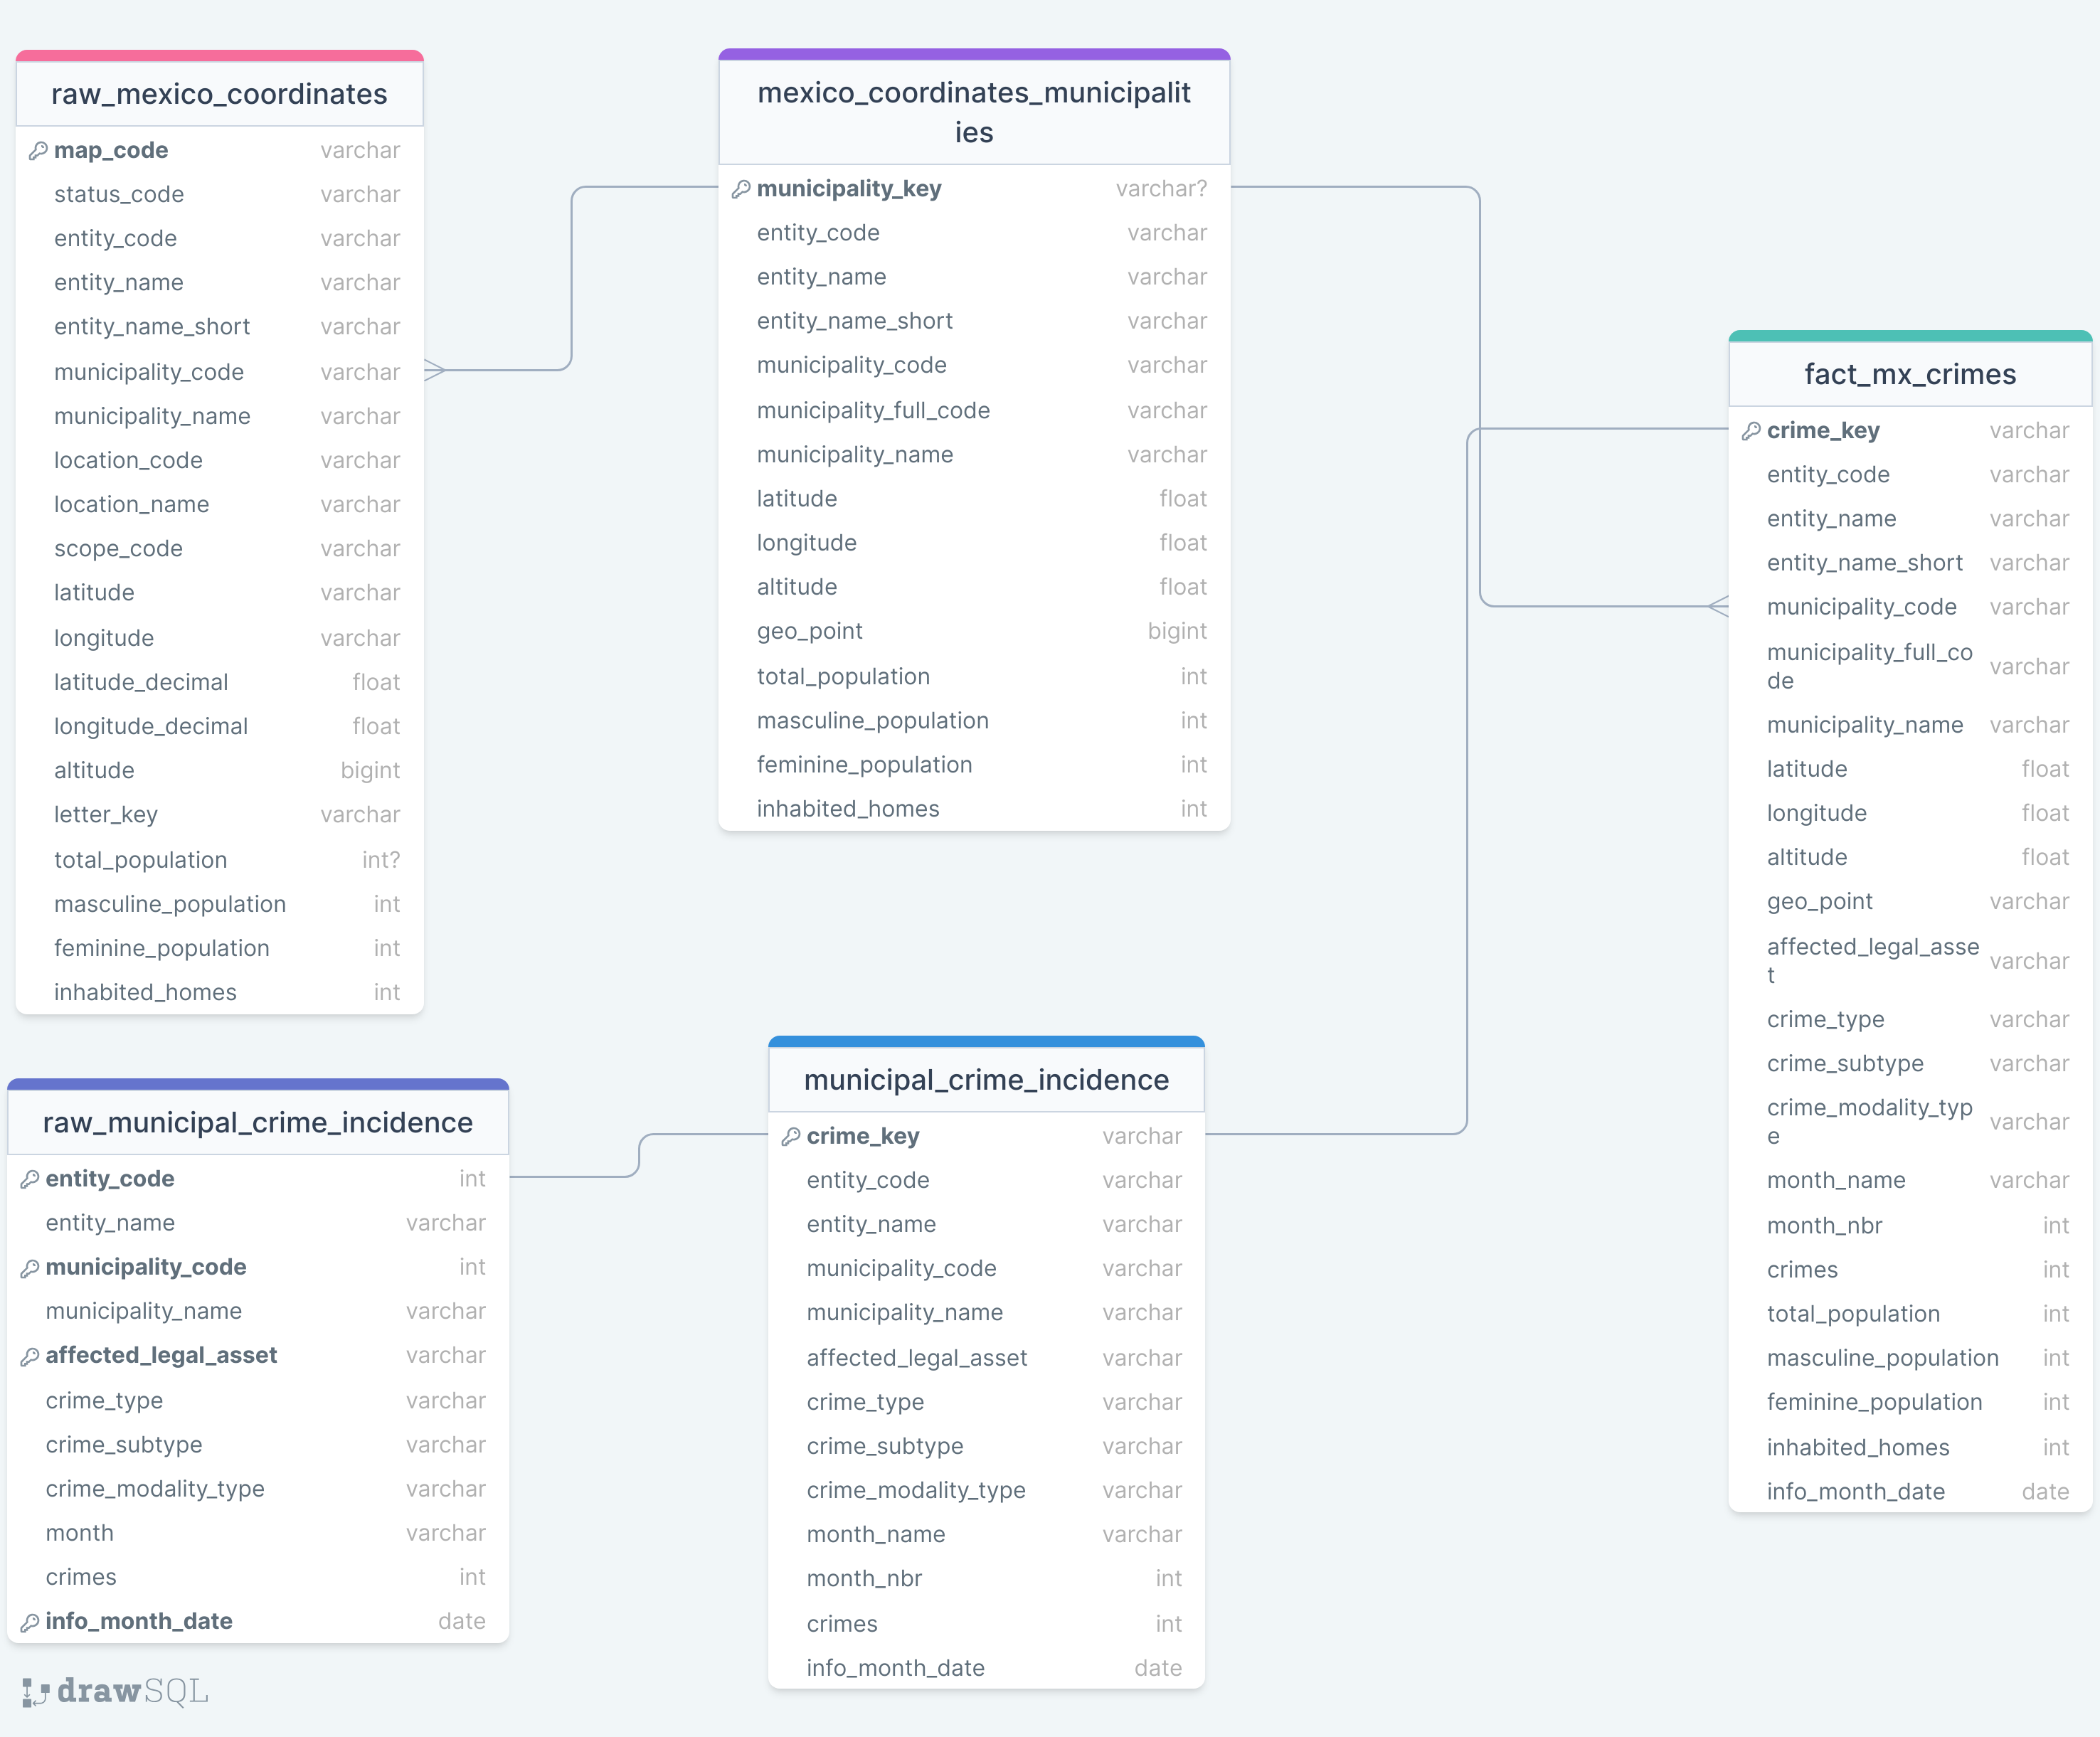 raw_mexico_coordinates
map_code varchar
status_code varchar
entity_code varchar
entity_name varchar
entity_name_short varchar
municipality_code varchar
municipality_name varchar
location_code varchar
location_name varchar
scope_code varchar
latitude varchar
longitude varchar
latitude_decimal float
longitude_decimal float
altitude bigint
letter_key varchar
total_population int?
masculine_population int
feminine_population int
inhabited_homes int
mexico_coordinates_municipalit
ies
municipality_key varchar?
entity_code varchar
entity_name varchar
entity_name_short varchar
municipality_code varchar
municipality_full_code varchar
municipality_name varchar
latitude float
longitude float
altitude float
geo_point bigint
total_population int
masculine_population int
feminine_population int
inhabited_homes int
fact_mx_crimes
crime_key varchar
entity_code varchar
entity_name varchar
entity_name_short varchar
municipality_code varchar
municipality_full_co
de varchar
municipality_name varchar
latitude float
longitude float
altitude float
geo_point varchar
affected_legal_asse
t varchar
crime_type varchar
crime_subtype varchar
crime_modality_typ
e varchar
month_name varchar
month_nbr int
crimes int
total_population int
masculine_population int
feminine_population int
inhabited_homes int
info_month_date date
raw_municipal_crime_incidence
entity_code int
entity_name varchar
municipality_code int
municipality_name varchar
affected_legal_asset varchar
crime_type varchar
crime_subtype varchar
crime_modality_type varchar
month varchar
crimes int
info_month_date date
municipal_crime_incidence
crime_key varchar
entity_code varchar
entity_name varchar
municipality_code varchar
municipality_name varchar
affected_legal_asset varchar
crime_type varchar
crime_subtype varchar
crime_modality_type varchar
month_name varchar
month_nbr int
crimes int
info_month_date date
drawSQL